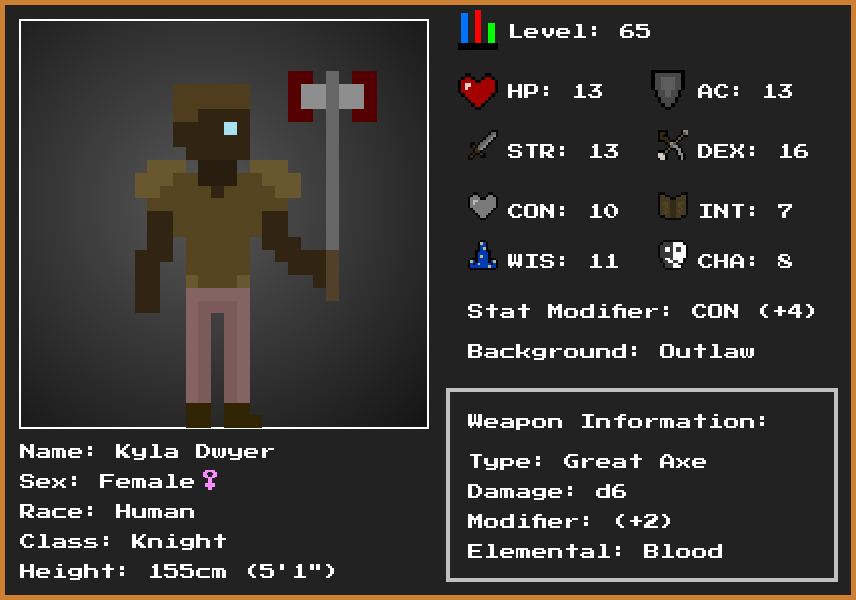 Level: 65
HP: 13
AC: 13
STR: 13
DEX: 16
CON: 10
INT: 7
WIS: 11
CHA: 8
Stat Modifier: CON (+4)
Background: Outlaw
Weapon Information:
Type: Great Axe
Damage: d6
Modifier: (+2)
Elemental: Blood
Name: Kyla Dwyer
Sex: Female♀
Race: Human
Class: Knight
Height: 155cm (5'1")